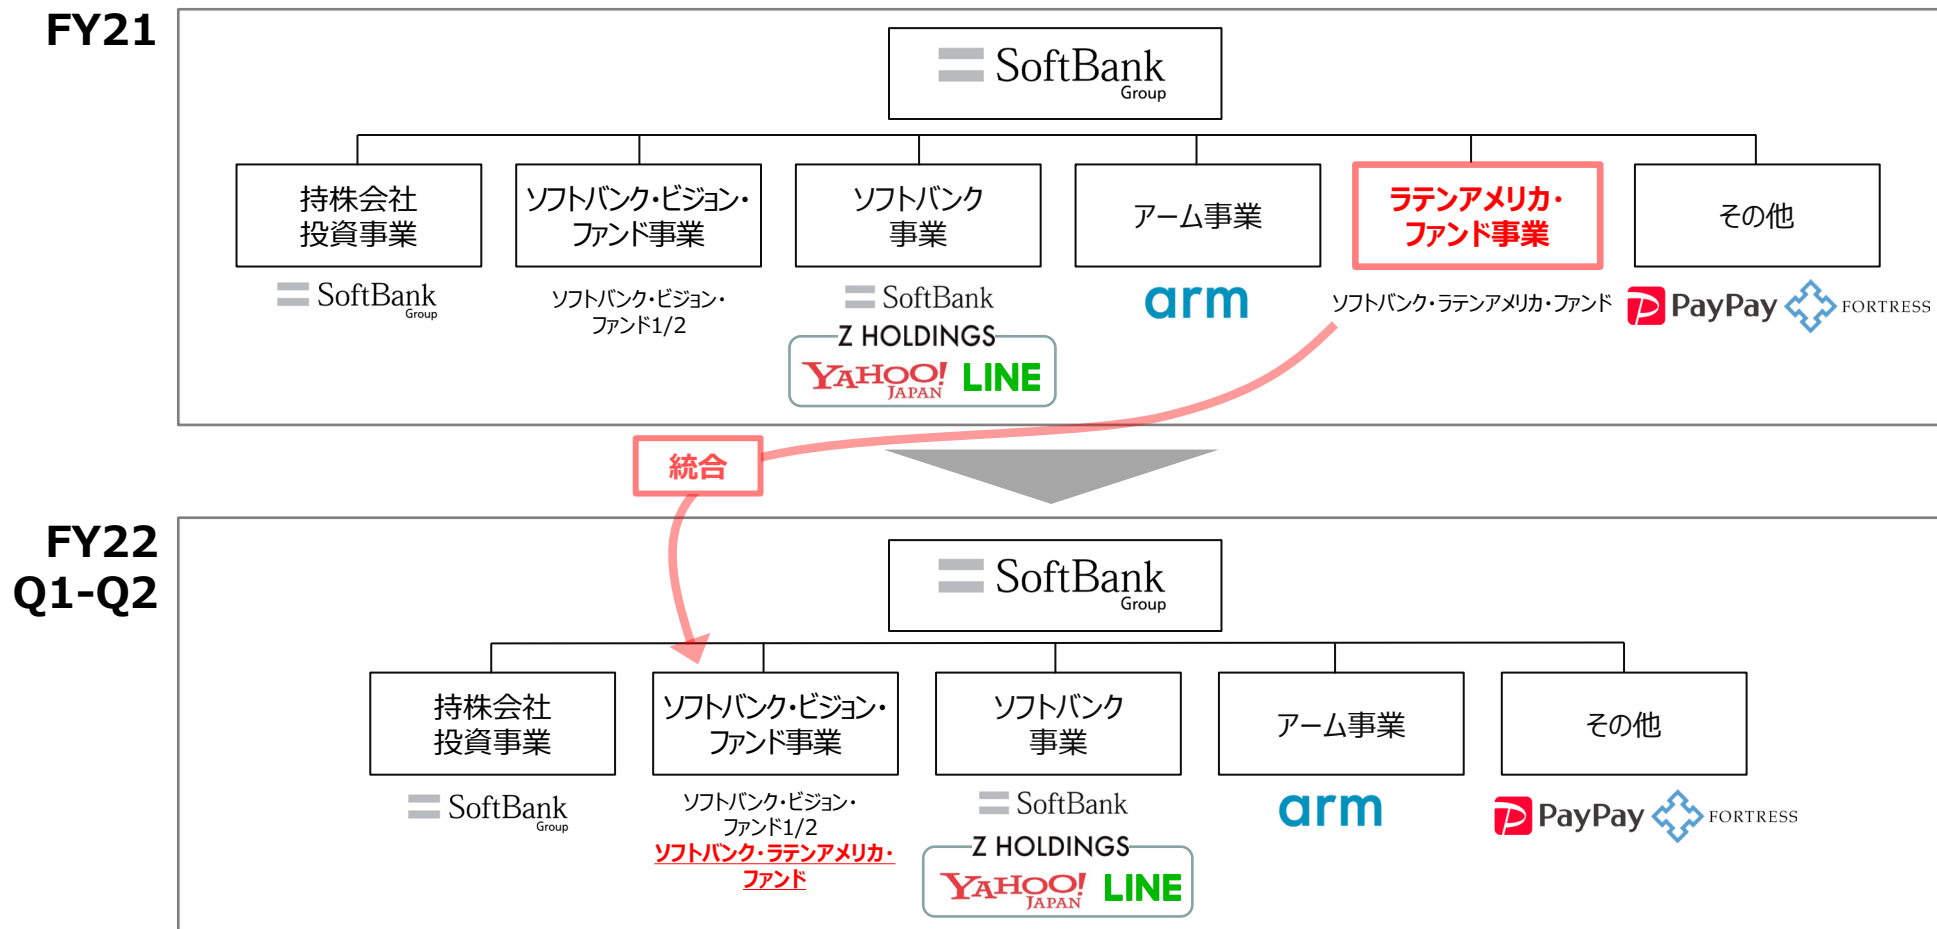 FY21
SoftBank
Group
持株会社
投資事業
ソフトバンク・ビジョン・
ファンド事業
ソフトバンク
事業
アーム事業
ラテンアメリカ・
ファンド事業
その他
SoftBank
Group
ソフトバンク・ビジョン・
ファンド1/2
SoftBank
Z HOLDINGS
YAHOO!
JAPAN
LINE
arm
ソフトバンク・ラテンアメリカ・ファンド
PayPay
FORTRESS
統合
FY22
Q1-Q2
SoftBank
Group
持株会社
投資事業
ソフトバンク・ビジョン・
ファンド事業
ソフトバンク
事業
アーム事業
その他
SoftBank
Group
ソフトバンク・ビジョン・
ファンド1/2
ソフトバンク・ラテンアメリカ・
ファンド
SoftBank
Z HOLDINGS
YAHOO!
JAPAN
LINE
arm
PayPay
FORTRESS